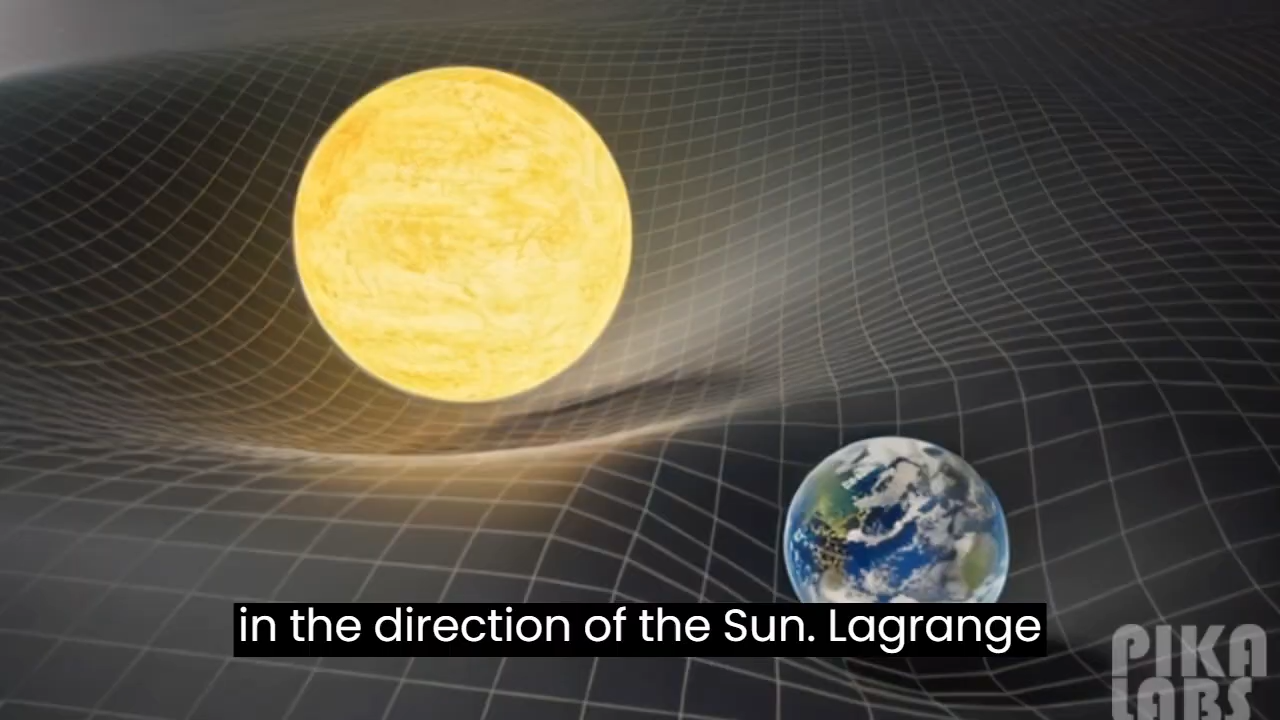 in the direction of the Sun. Lagrange
PIKA
LABS